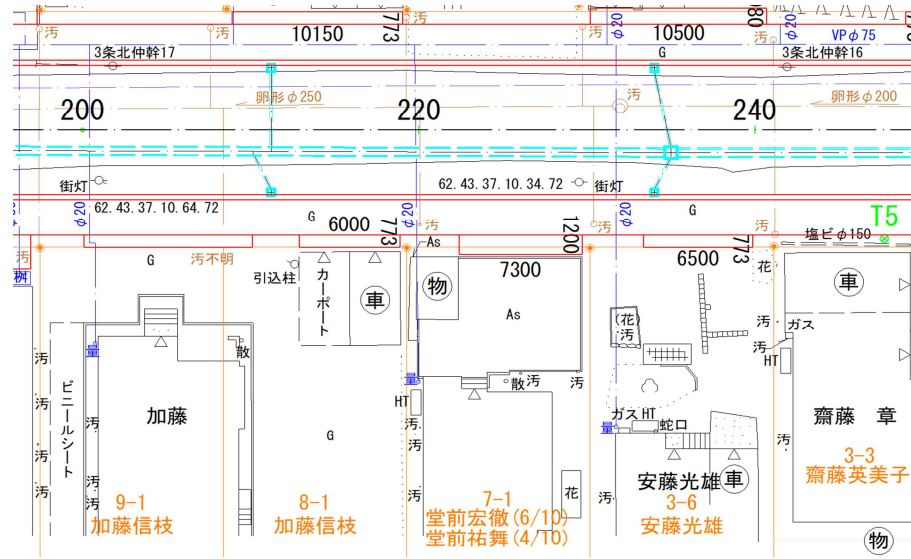 10150
773
汚
φ20
10500
080
φ20
汚
VPφ75
3条北仲幹17
G
3条北仲幹16
卵形φ250
汚
卵形φ200
200
220
240
街灯
62.43.37.10.34.72
街灯
62.43.37.10.64.72
φ20
G
6000
773
φ20
汚
1200
汚
φ20
G
773
汚
T5
塩ビφ150
汚
桝
G
汚不明
引込柱
カーポート
車
As
物
7300
As
6500
花
車
(花)
汚
汚
ガス
汚
HT
量
散
汚
ビニールシート
汚
汚
汚
汚
汚
汚
汚
加藤
G
量
散
汚
汚
HT
汚
汚
汚
花
ガス
HT
蛇口
量
汚
汚
齋藤 章
3-3
齋藤英美子
安藤光雄
車
9-1
加藤信枝
8-1
加藤信枝
7-1
堂前宏徹(6/10)
堂前祐舞(4/10)
3-6
安藤光雄
物